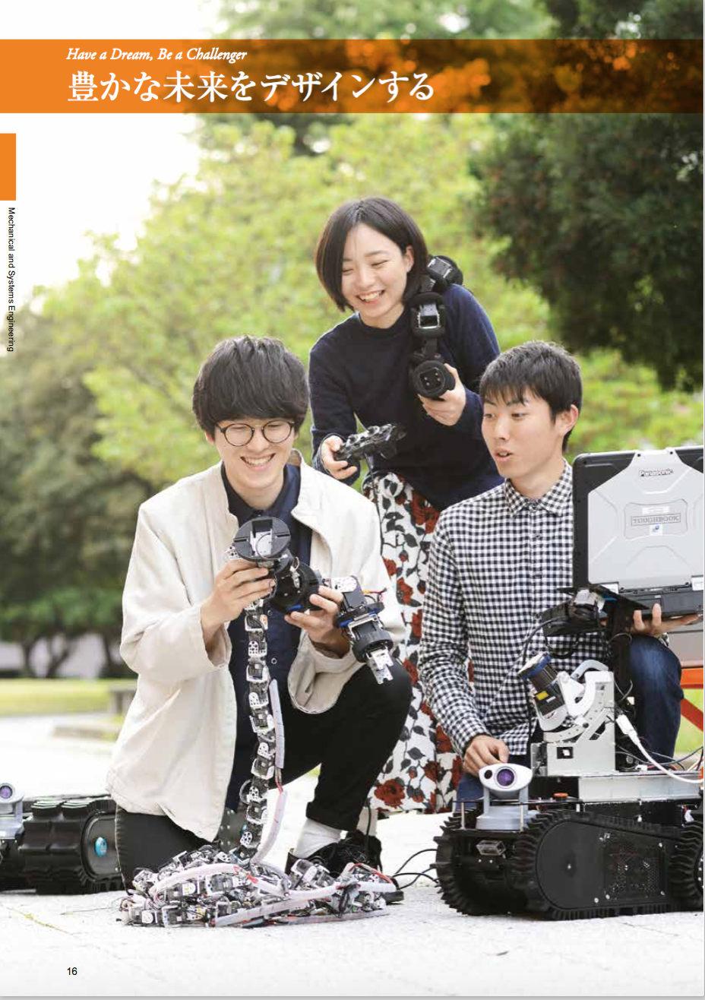 Have a Dream, Be a Challenger
豊かな未来をデザインする
Mechanical and Systems Engineering
Panasonic
TOUGHBOOK
16